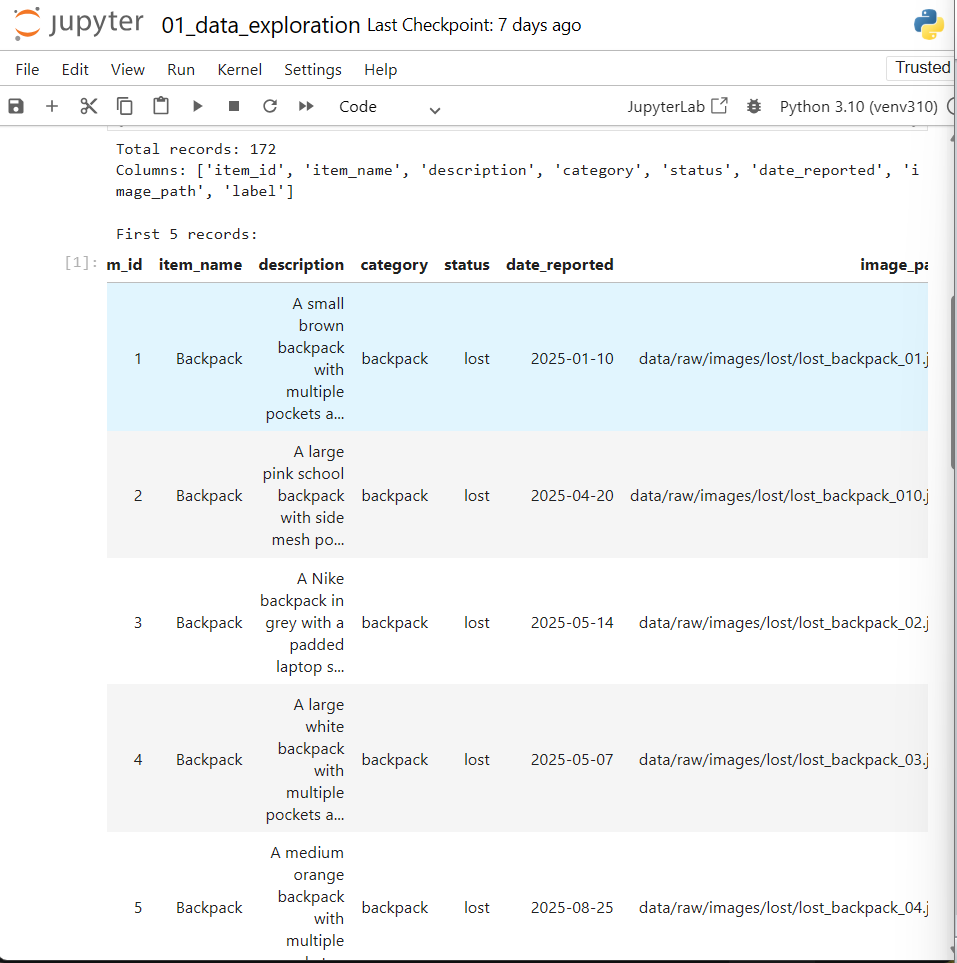 jupyter 01_data_exploration Last Checkpoint: 7 days ago
File Edit View Run Kernel Settings Help Trusted
Code JupyterLab Python 3.10 (venv310)
Total records: 172
Columns: ['item_id', 'item_name', 'description', 'category', 'status', 'date_reported', 'i
mage_path', 'label']
First 5 records:
[1]: m_id item_name description category status date_reported image_pa
A small
brown
backpack
1 Backpack with backpack lost 2025-01-10 data/raw/images/lost/lost_backpack_01.j
multiple
pockets a...
A large
pink school
2 Backpack backpack backpack lost 2025-04-20 data/raw/images/lost/lost_backpack_010.j
with side
mesh po...
A Nike
backpack in
3 Backpack grey with a backpack lost 2025-05-14 data/raw/images/lost/lost_backpack_02.j
padded
laptop s...
A large
white
backpack
4 Backpack with backpack lost 2025-05-07 data/raw/images/lost/lost_backpack_03.j
multiple
pockets a...
A medium
orange
backpack
5 Backpack with backpack lost 2025-08-25 data/raw/images/lost/lost_backpack_04.j
multiple